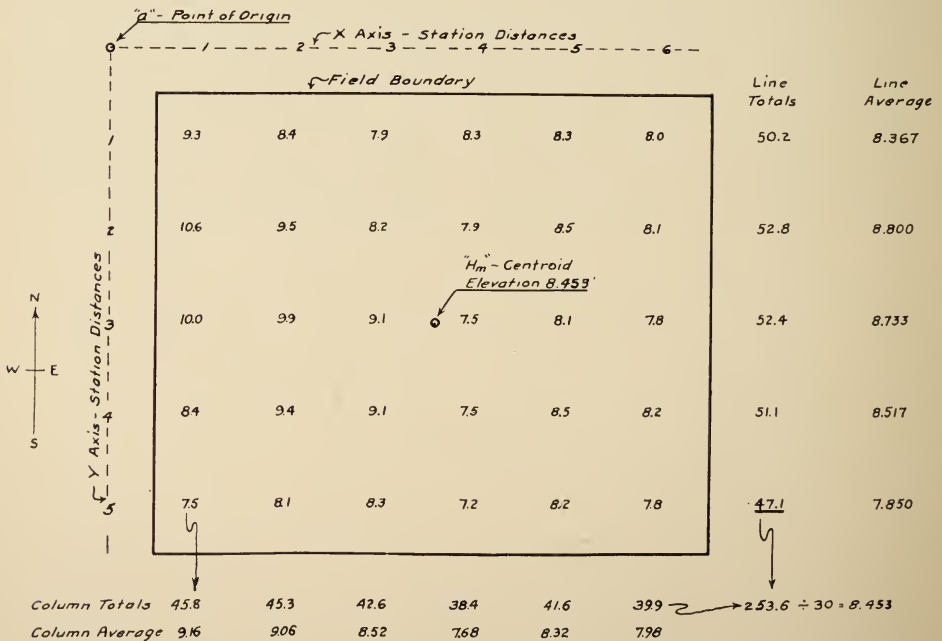 "a" - Point of Origin
X Axis - Station Distances
1 2 3 4 5 6
Field Boundary
Line Totals
Line Average
1 9.3 8.4 7.9 8.3 8.3 8.0 50.2 8.367
2 10.6 9.5 8.2 7.9 8.5 8.1 52.8 8.800
"Hm" - Centroid
Elevation 8.453'
3 10.0 9.9 9.1 7.5 8.1 7.8 52.4 8.733
4 8.4 9.4 9.1 7.5 8.5 8.2 51.1 8.517
5 7.5 8.1 8.3 7.2 8.2 7.8 47.1 7.850
Y Axis - Station Distances
N
W E
S
Column Totals 45.8 45.3 42.6 38.4 41.6 39.9 253.6 ÷ 30 = 8.453
Column Average 9.16 9.06 8.52 7.68 8.32 7.98